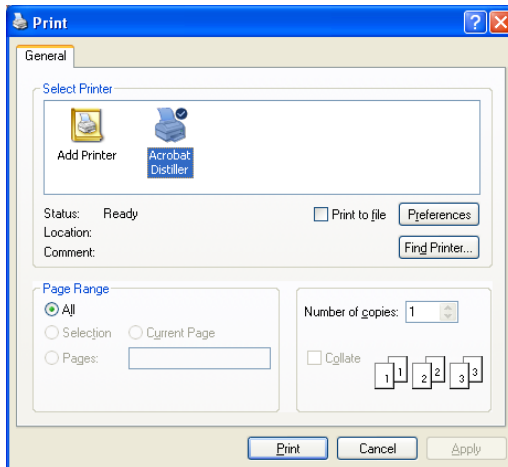 Print
General
Select Printer
Add Printer
Acrobat
Distiller
Status: Ready
Location:
Comment:
Print to file
Preferences
Find Printer...
Page Range
All
Selection Current Page
Pages:
Number of copies: 1
Collate
1 1 2 2 3 3
Print Cancel Apply